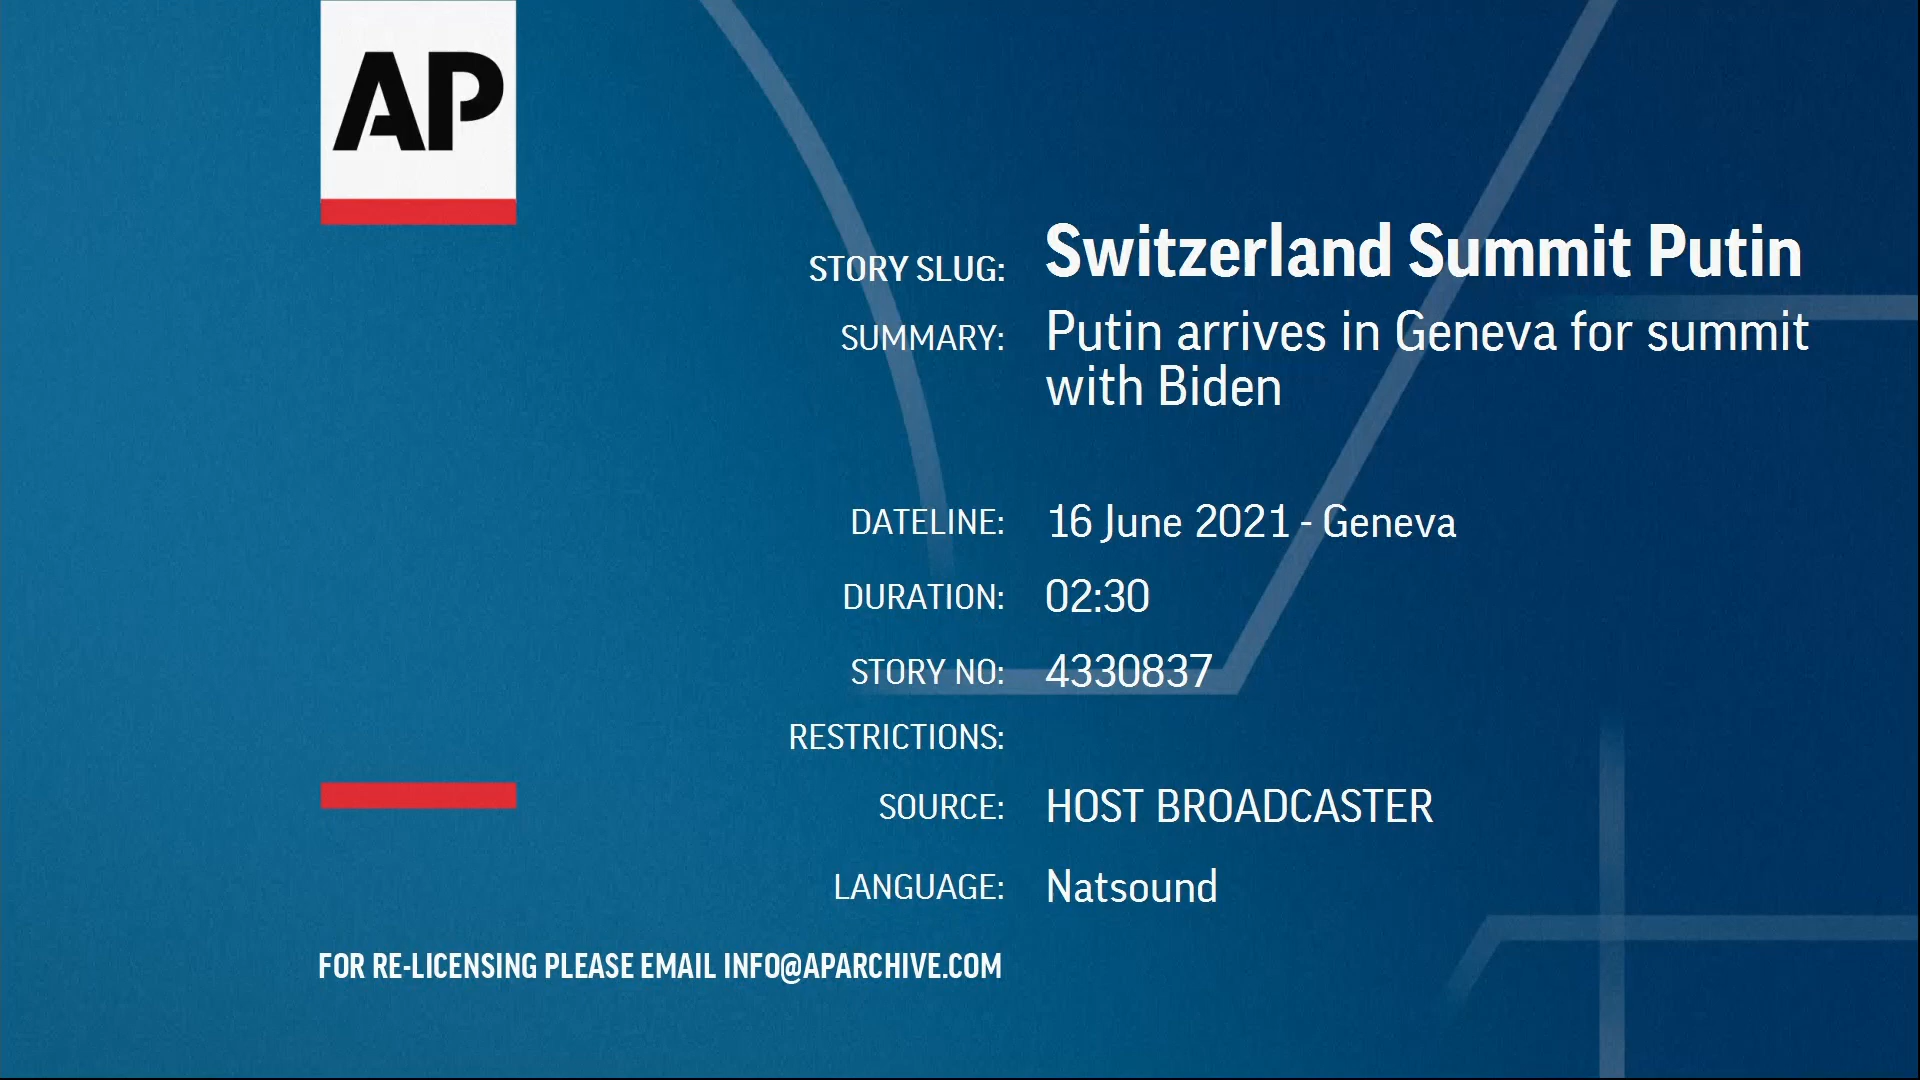 AP
STORY SLUG: Switzerland Summit Putin
SUMMARY: Putin arrives in Geneva for summit
with Biden
DATELINE: 16 June 2021 - Geneva
DURATION: 02:30
STORY NO: 4330837
RESTRICTIONS:
SOURCE: HOST BROADCASTER
LANGUAGE: Natsound
FOR RE-LICENSING PLEASE EMAIL INFO@APARCHIVE.COM